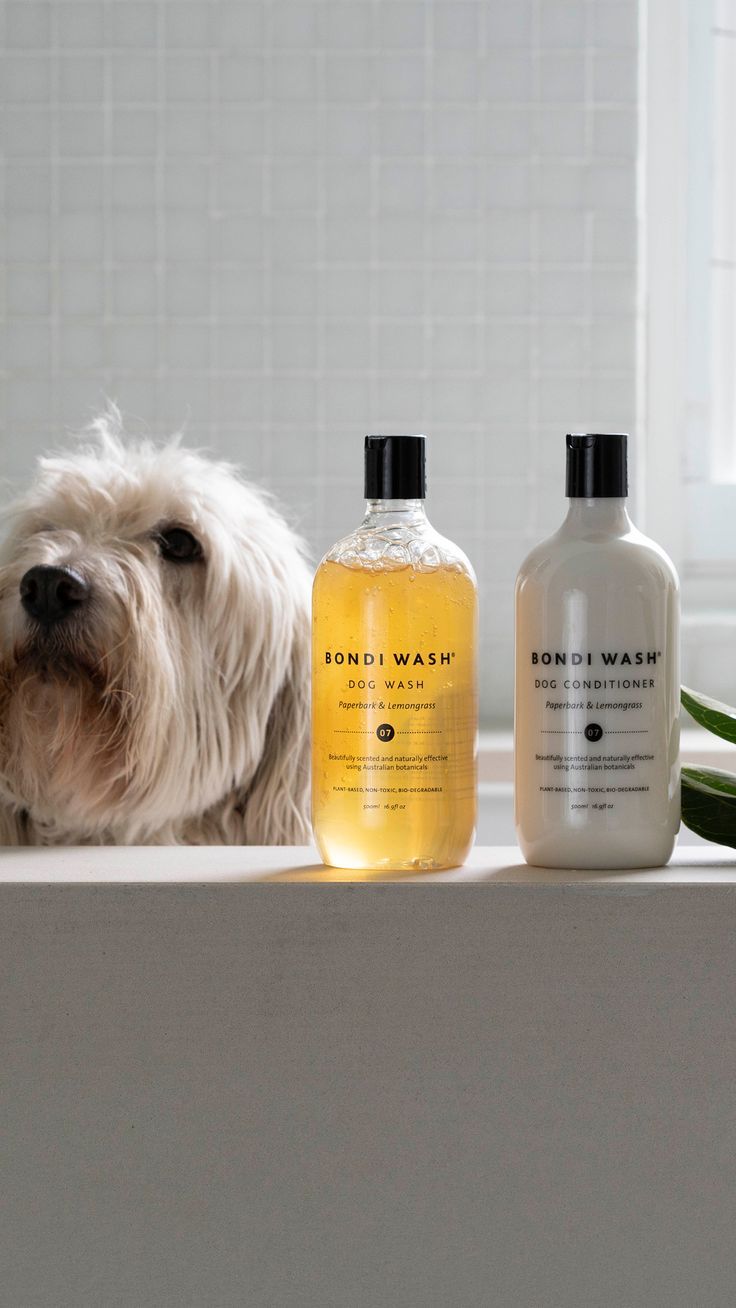 BONDI WASH®
DOG WASH
Paperbark & Lemongrass
07
Beautifully scented and naturally effective
using Australian botanicals
PLANT-BASED, NON-TOXIC, BIO-DEGRADABLE
500ml 16.9fl oz
BONDI WASH®
DOG CONDITIONER
Paperbark & Lemongrass
07
Beautifully scented and naturally effective
using Australian botanicals
PLANT-BASED, NON-TOXIC, BIO-DEGRADABLE
500ml 16.9fl oz